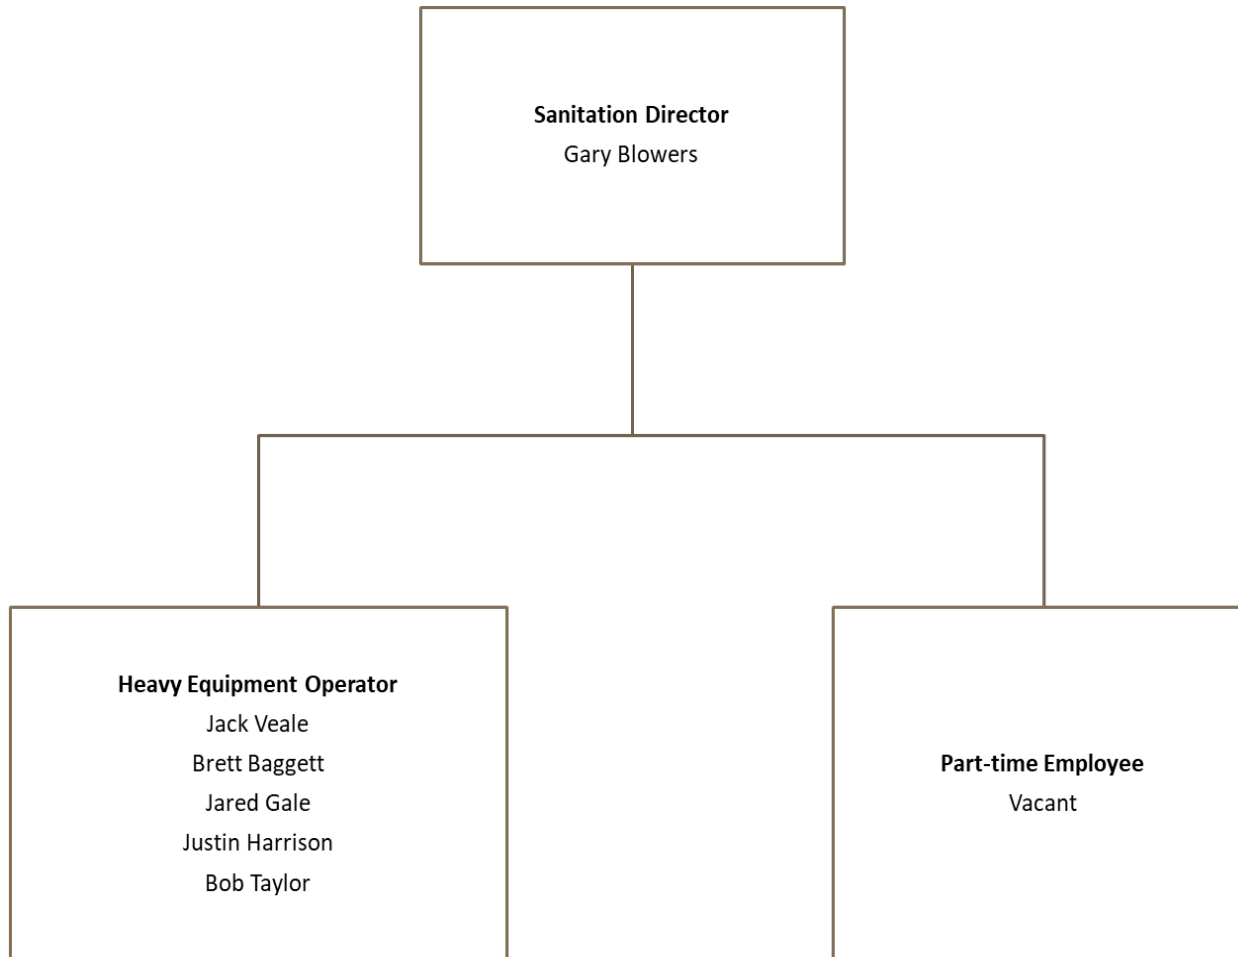 Sanitation Director
Gary Blowers
Heavy Equipment Operator
Jack Veale
Brett Baggett
Jared Gale
Justin Harrison
Bob Taylor
Part-time Employee
Vacant